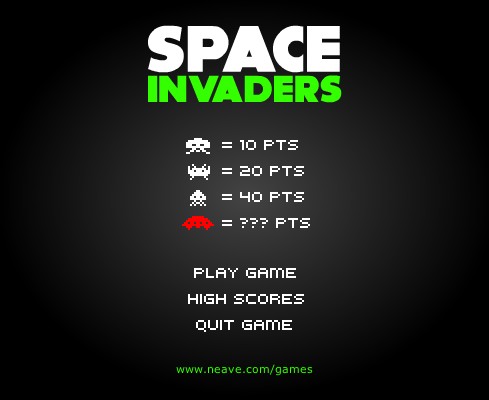 SPACE
INVADERS
= 10 PTS
= 20 PTS
= 40 PTS
= ??? PTS
PLAY GAME
HIGH SCORES
QUIT GAME
www.neave.com/games